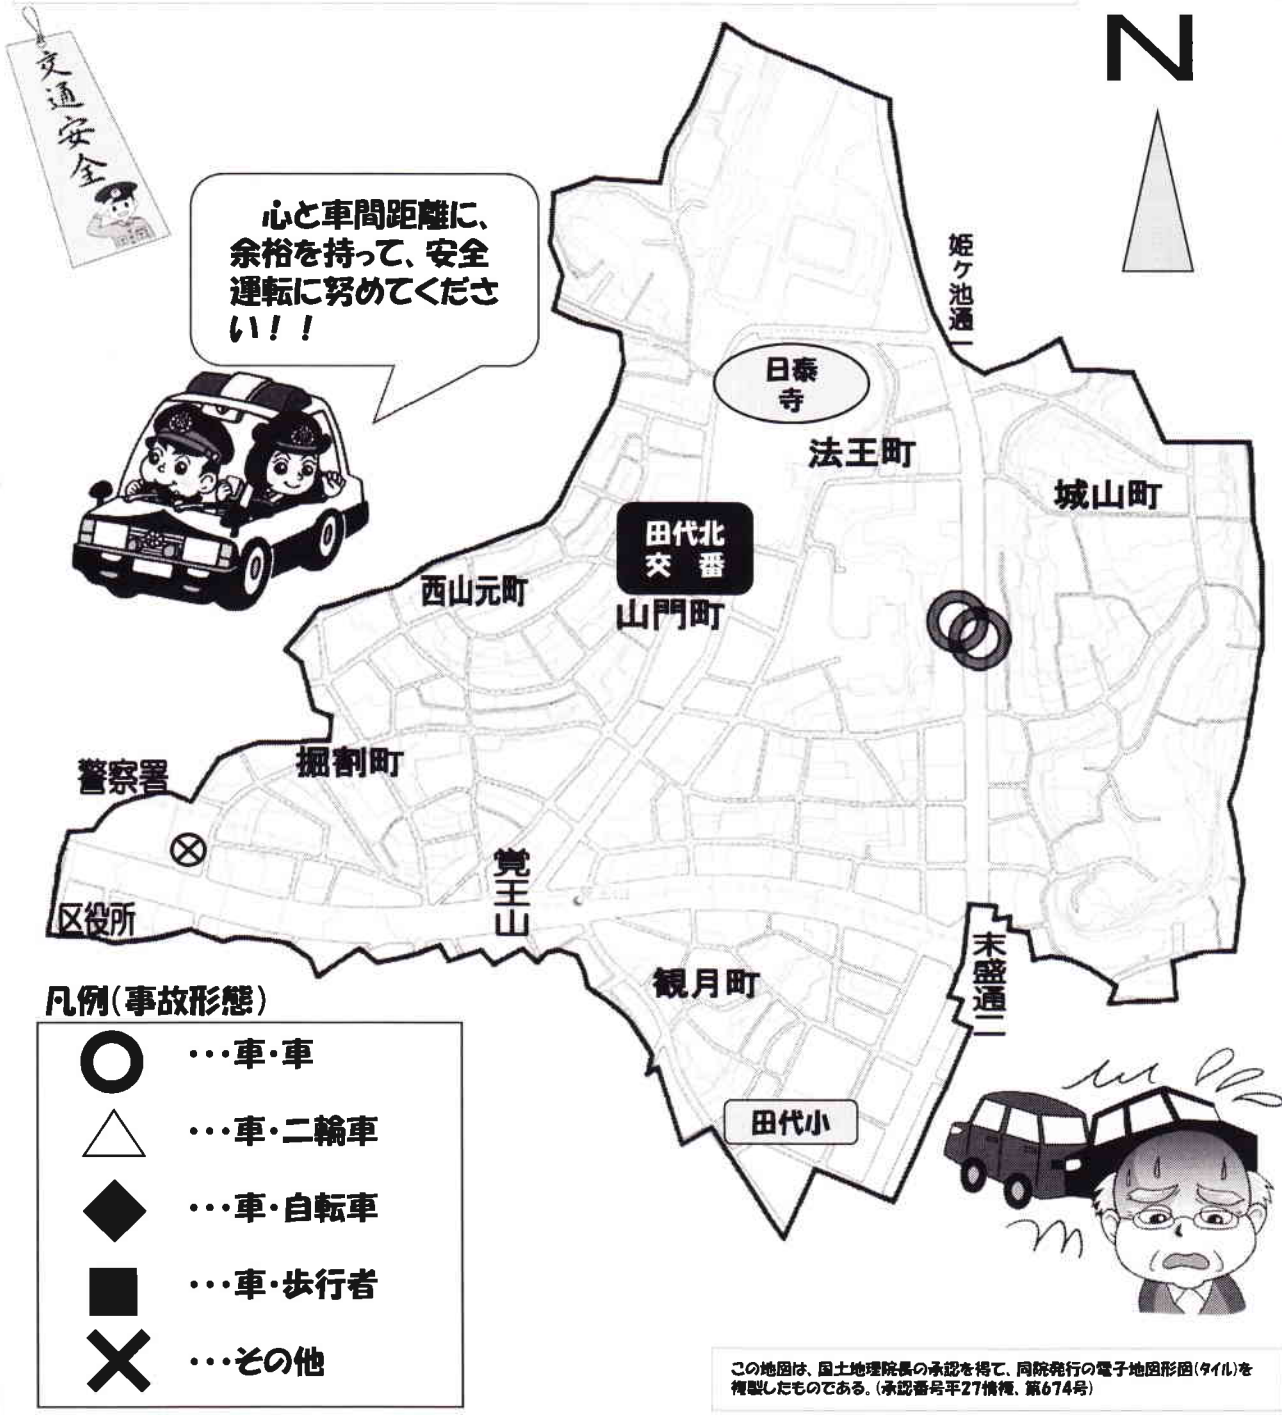 交通安全
N
心と車間距離に、
余裕を持って、安全
運転に努めてくださ
い！！
姫ヶ池通一
日泰
寺
法王町
城山町
田代北
交　番
西山元町
山門町
掘割町
警察署
覚王山
区役所
末盛通二
観月町
田代小
凡例（事故形態）
…車・車
…車・二輪車
…車・自転車
…車・歩行者
…その他
この地図は、国土地理院長の承認を得て、同院発行の電子地図形図（タイル）を
複製したものである。（承認番号平27情複、第674号）